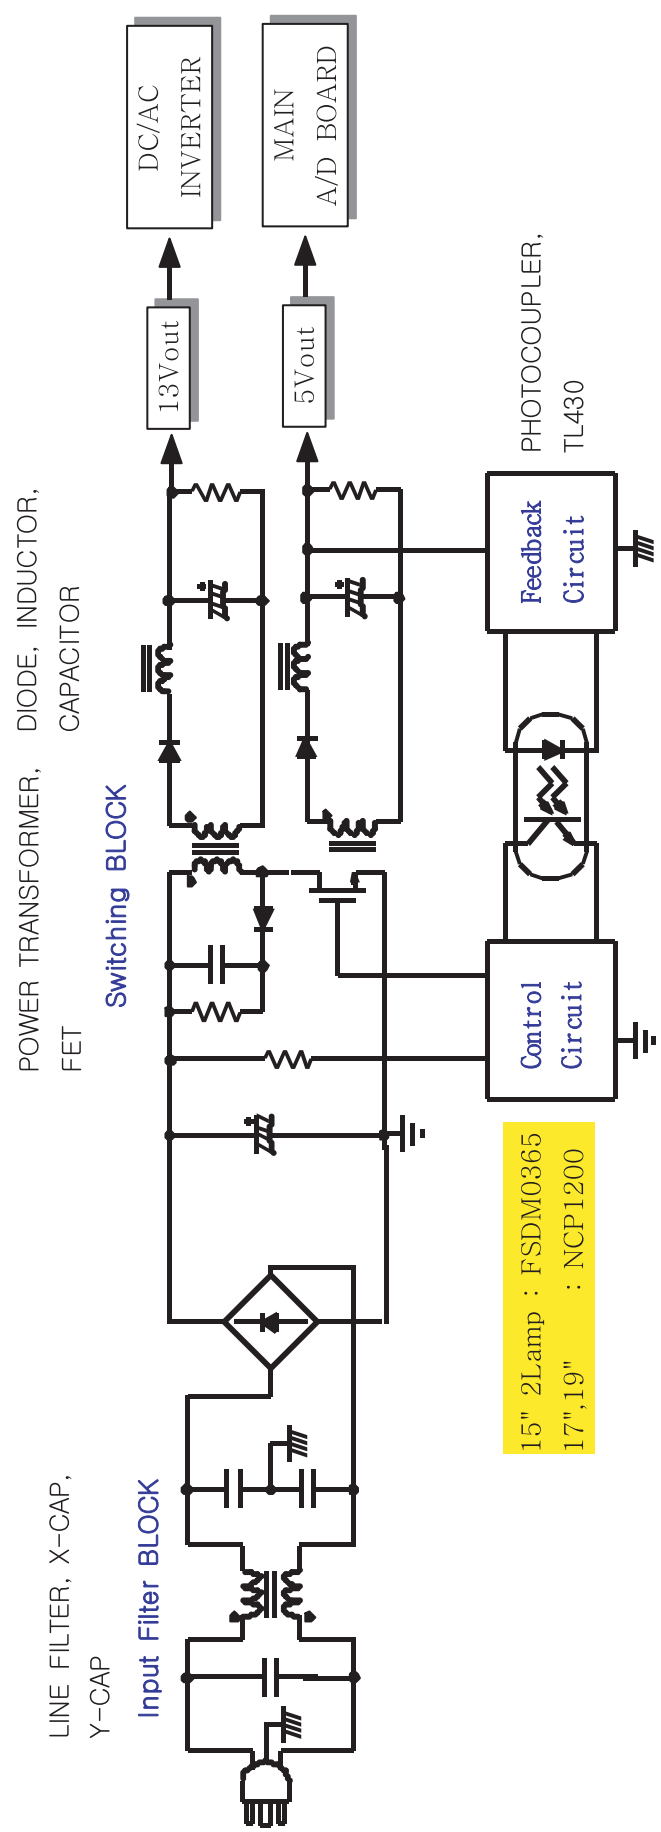 LINE FILTER, X-CAP,
Y-CAP
Input Filter BLOCK
POWER TRANSFORMER,
FET
Switching BLOCK
DIODE, INDUCTOR,
CAPACITOR
13Vout
DC/AC
INVERTER
5Vout
MAIN
A/D BOARD
15" 2Lamp : FSDM0365
17",19" : NCP1200
Control
Circuit
Feedback
Circuit
PHOTOCOUPLER,
TL430